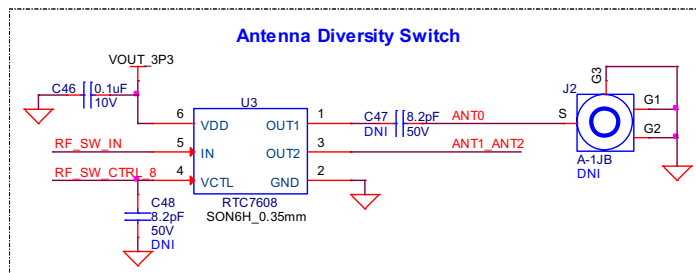 Antenna Diversity Switch
VOUT_3P3
C46
0.1uF
10V
U3
6
VDD
OUT1
1
C47
8.2pF
DNI
50V
ANT0
S
J2
G3
G1
G2
A-1JB
DNI
RF_SW_IN
5
IN
OUT2
3
ANT1_ANT2
RF_SW_CTRL_8
4
VCTL
GND
2
RTC7608
SON6H_0.35mm
C48
8.2pF
50V
DNI